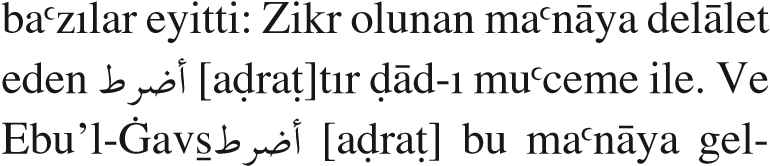 baʿzılar eyitti: Zikr olunan maʿnāya delālet
eden أضرط [aḍraṭ]tır ḍād-ı muʿceme ile. Ve
Ebu’l-Ġavs̱ أضرط [aḍraṭ] bu maʿnāya gel-